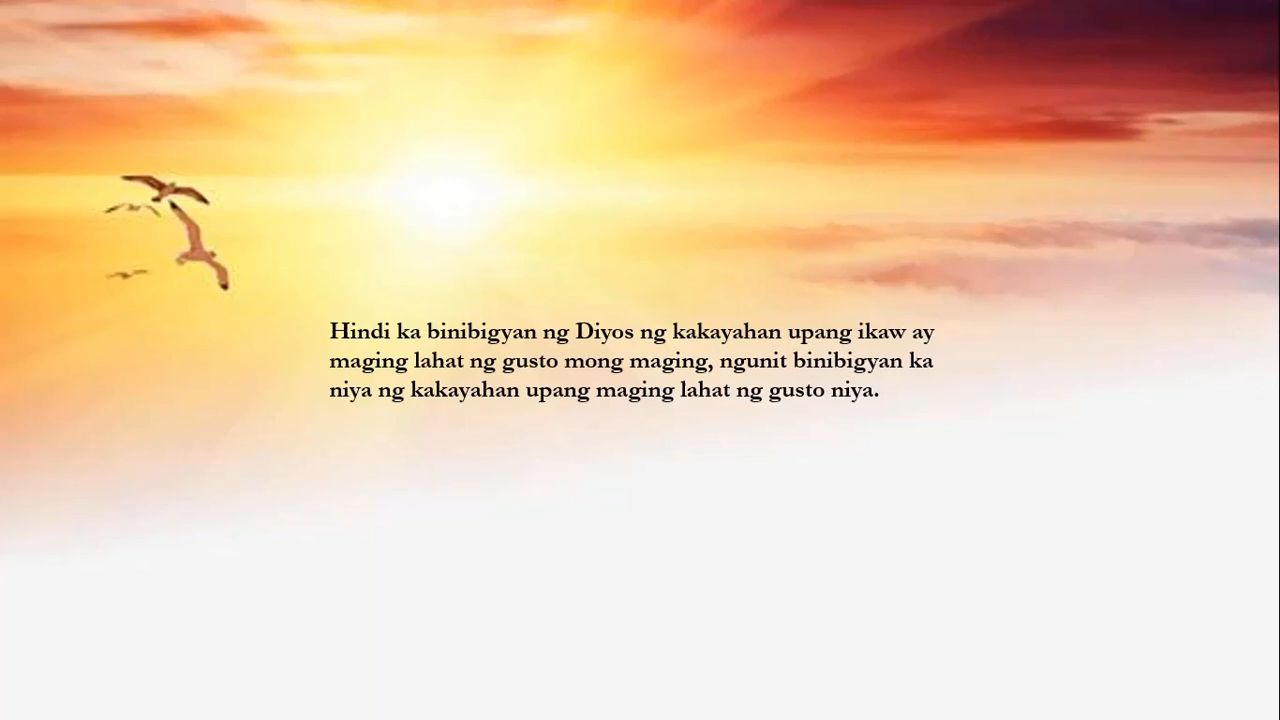 Hindi ka binibigyan ng Diyos ng kakayahan upang ikaw ay
maging lahat ng gusto mong maging, ngunit binibigyan ka
niya ng kakayahan upang maging lahat ng gusto niya.